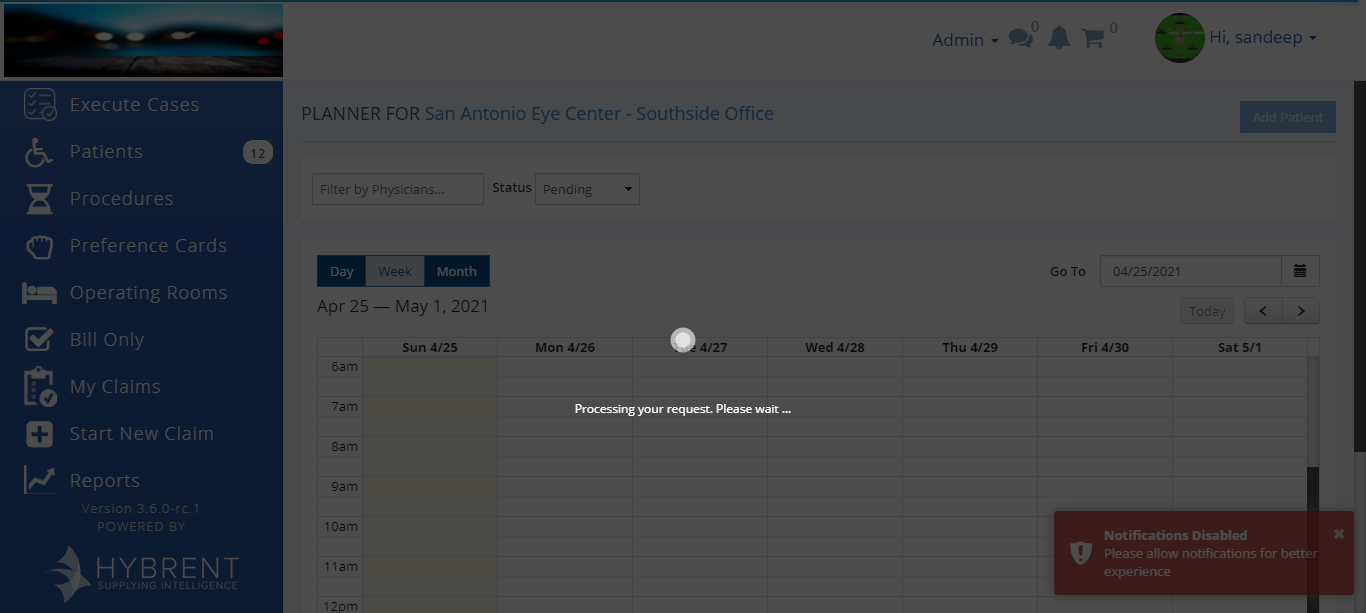 Admin
0
0
Hi, sandeep
Execute Cases
Patients
12
Procedures
Preference Cards
Operating Rooms
Bill Only
My Claims
Start New Claim
Reports
Version 3.6.0-rc.1
POWERED BY
HYBRENT
SUPPLYING INTELLIGENCE
PLANNER FOR San Antonio Eye Center - Southside Office
Add Patient
Filter by Physicians...
Status
Pending
Day
Week
Month
Go To
04/25/2021
Apr 25 — May 1, 2021
Today
Sun 4/25
Mon 4/26
4/27
Wed 4/28
Thu 4/29
Fri 4/30
Sat 5/1
6am
7am
8am
9am
10am
11am
12pm
Processing your request. Please wait ...
Notifications Disabled
Please allow notifications for better
experience